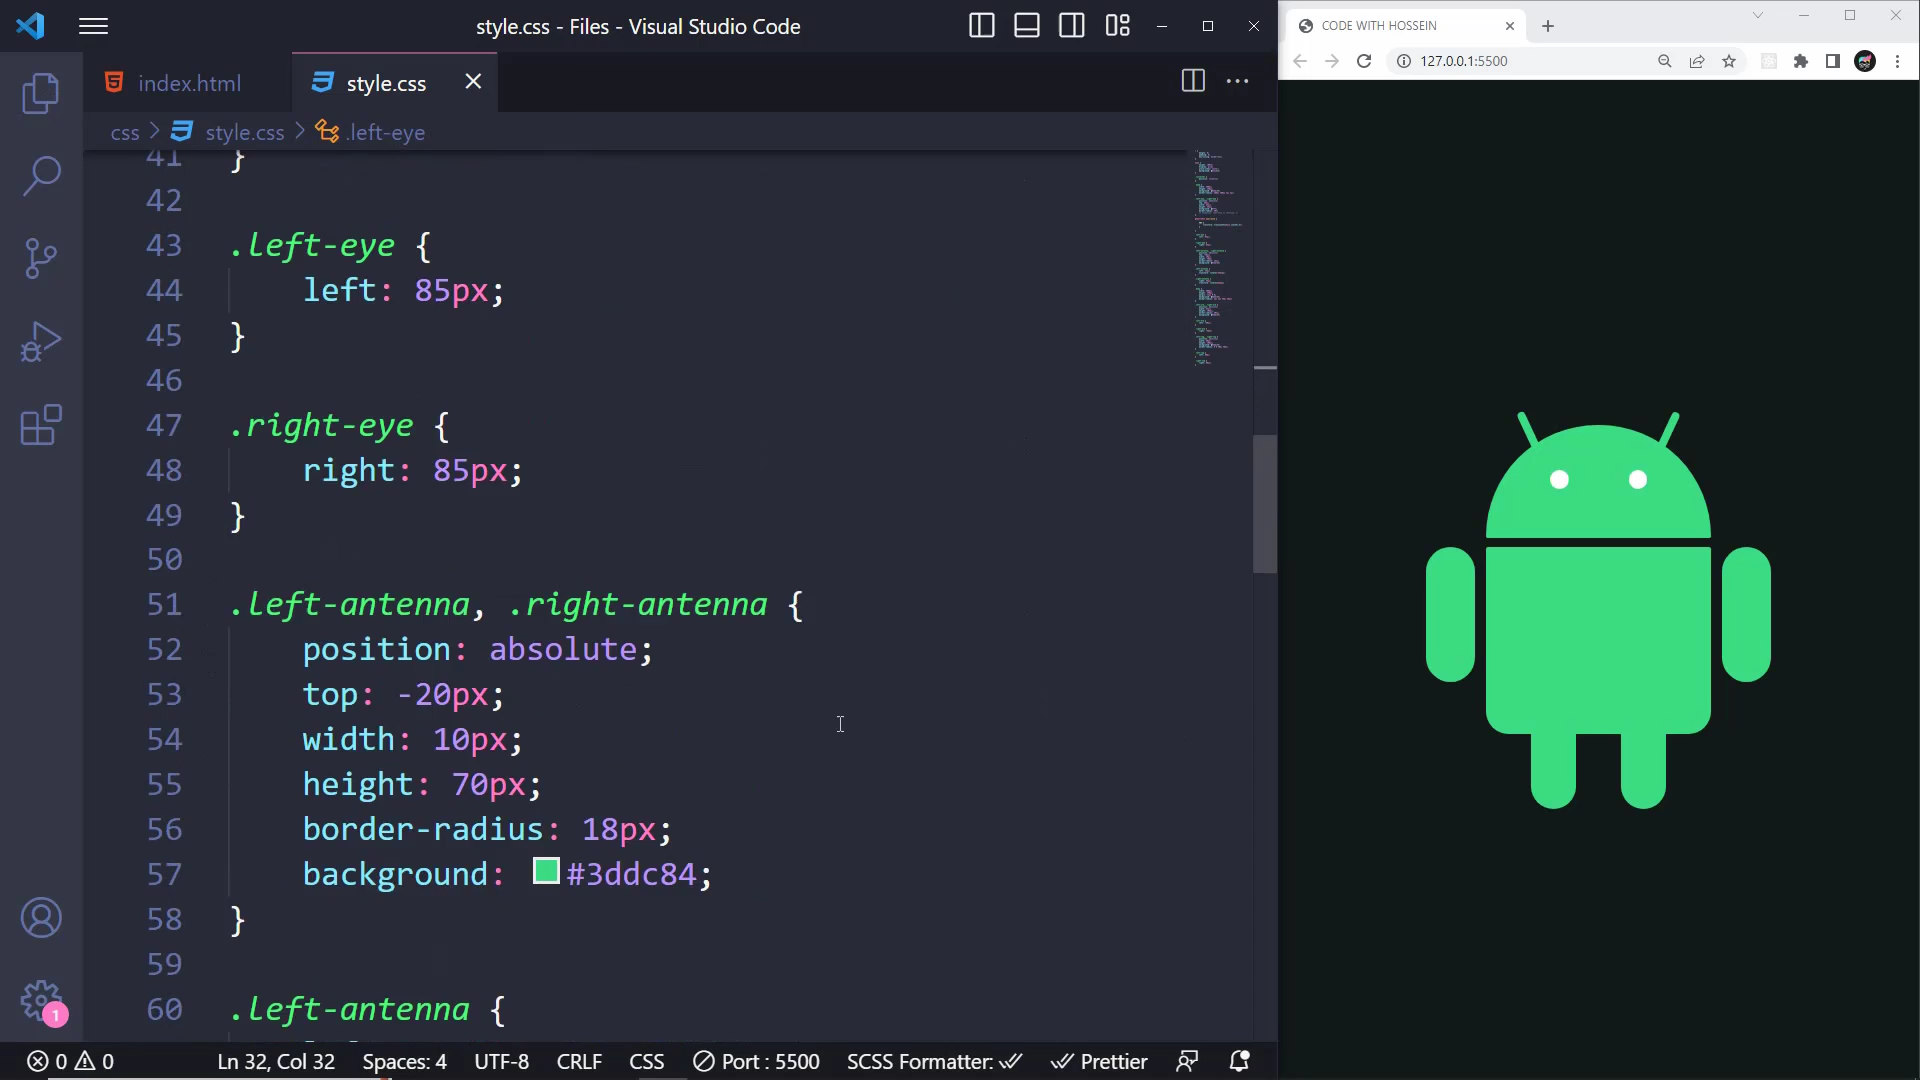 style.css - Files - Visual Studio Code
index.html
style.css
css > style.css > .left-eye
41 }
42
43 .left-eye {
44 left: 85px;
45 }
46
47 .right-eye {
48 right: 85px;
49 }
50
51 .left-antenna, .right-antenna {
52 position: absolute;
53 top: -20px;
54 width: 10px;
55 height: 70px;
56 border-radius: 18px;
57 background: #3ddc84;
58 }
59
60 .left-antenna {
1
0 0 Ln 32, Col 32 Spaces: 4 UTF-8 CRLF CSS Port : 5500 SCSS Formatter: Prettier
CODE WITH HOSSEIN
127.0.0.1:5500